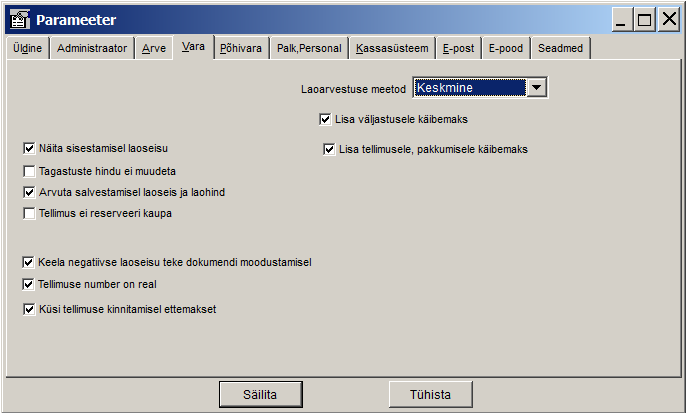 Parameeter
Üldine Administraator Arve Vara Põhivara Palk,Personal Kassasüsteem E-post E-pood Seadmed
Laoarvestuse meetod Keskmine
Lisa väljastusele käibemaks
Näita sisestamisel laoseisu
Lisa tellimusele, pakkumisele käibemaks
Tagastuste hindu ei muudeta
Arvuta salvestamisel laoseis ja laohind
Tellimus ei reserveeri kaupa
Keela negatiivse laoseisu teke dokumendi moodustamisel
Tellimuse number on real
Küsi tellimuse kinnitamisel ettemakset
Säilita Tühista